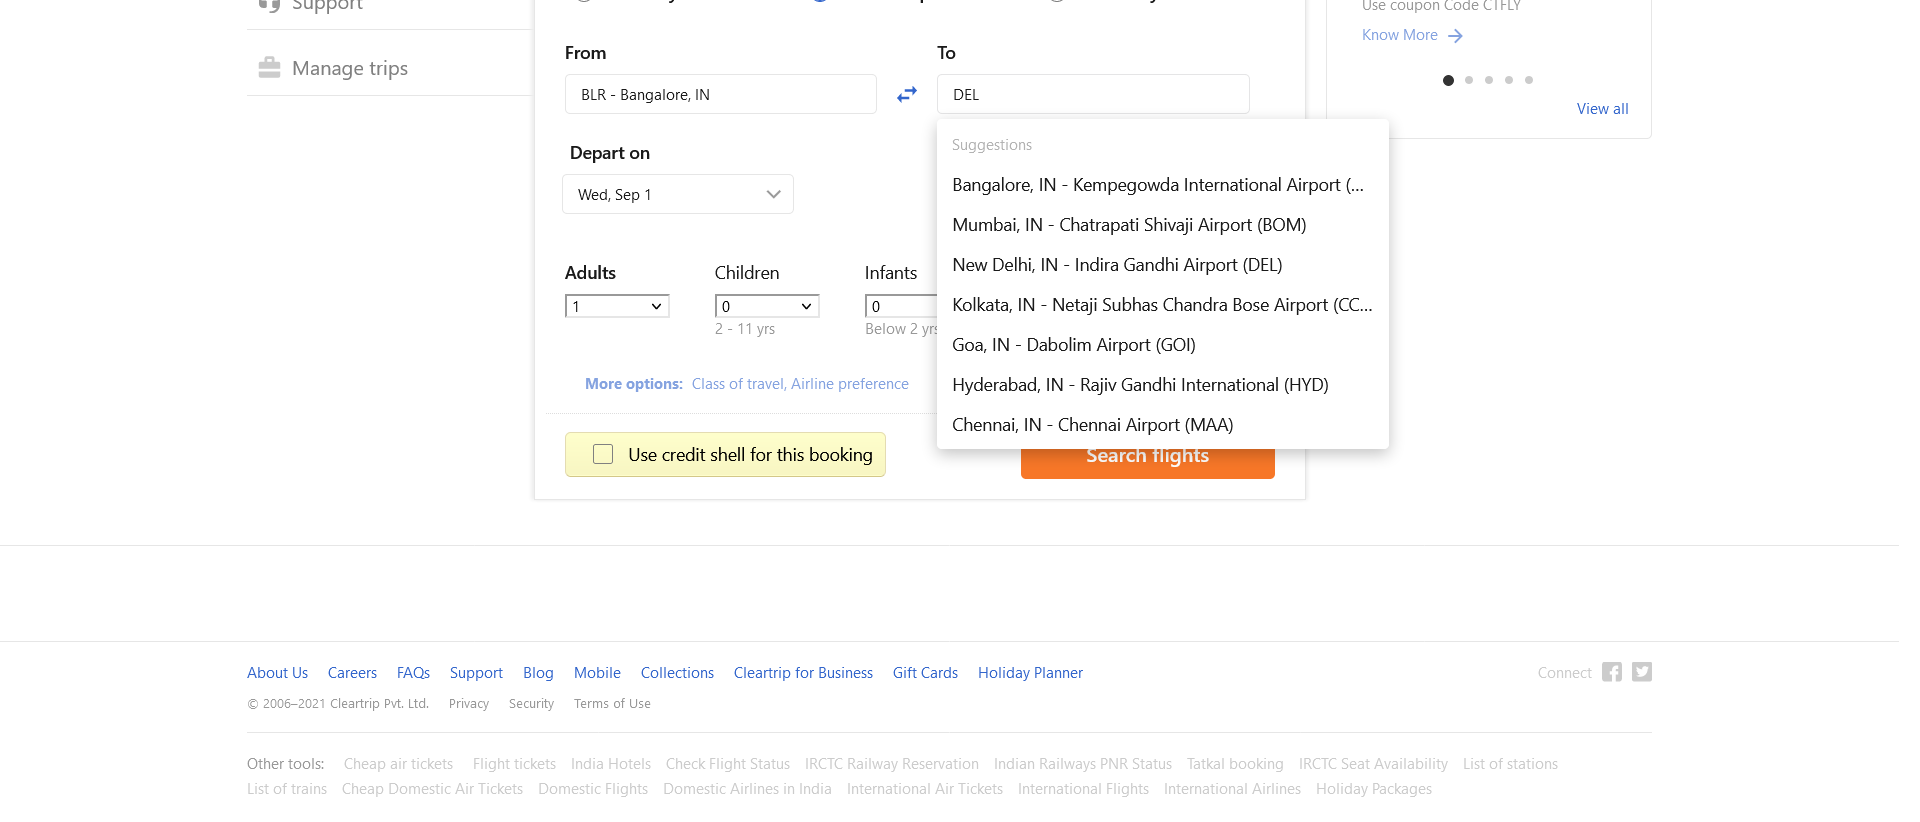 Support
Manage trips
From
BLR - Bangalore, IN
Depart on
Wed, Sep 1
Adults
1
Children
0
2 - 11 yrs
Infants
0
Below 2 yrs
More options: Class of travel, Airline preference
Use credit shell for this booking
To
DEL
Suggestions
Bangalore, IN - Kempegowda International Airport (...
Mumbai, IN - Chatrapati Shivaji Airport (BOM)
New Delhi, IN - Indira Gandhi Airport (DEL)
Kolkata, IN - Netaji Subhas Chandra Bose Airport (CC...
Goa, IN - Dabolim Airport (GOI)
Hyderabad, IN - Rajiv Gandhi International (HYD)
Chennai, IN - Chennai Airport (MAA)
Search flights
Use coupon Code CTFLY
Know More
View all
About Us Careers FAQs Support Blog Mobile Collections Cleartrip for Business Gift Cards Holiday Planner
Connect
© 2006–2021 Cleartrip Pvt. Ltd. Privacy Security Terms of Use
Other tools: Cheap air tickets Flight tickets India Hotels Check Flight Status IRCTC Railway Reservation Indian Railways PNR Status Tatkal booking IRCTC Seat Availability List of stations
List of trains Cheap Domestic Air Tickets Domestic Flights Domestic Airlines in India International Air Tickets International Flights International Airlines Holiday Packages